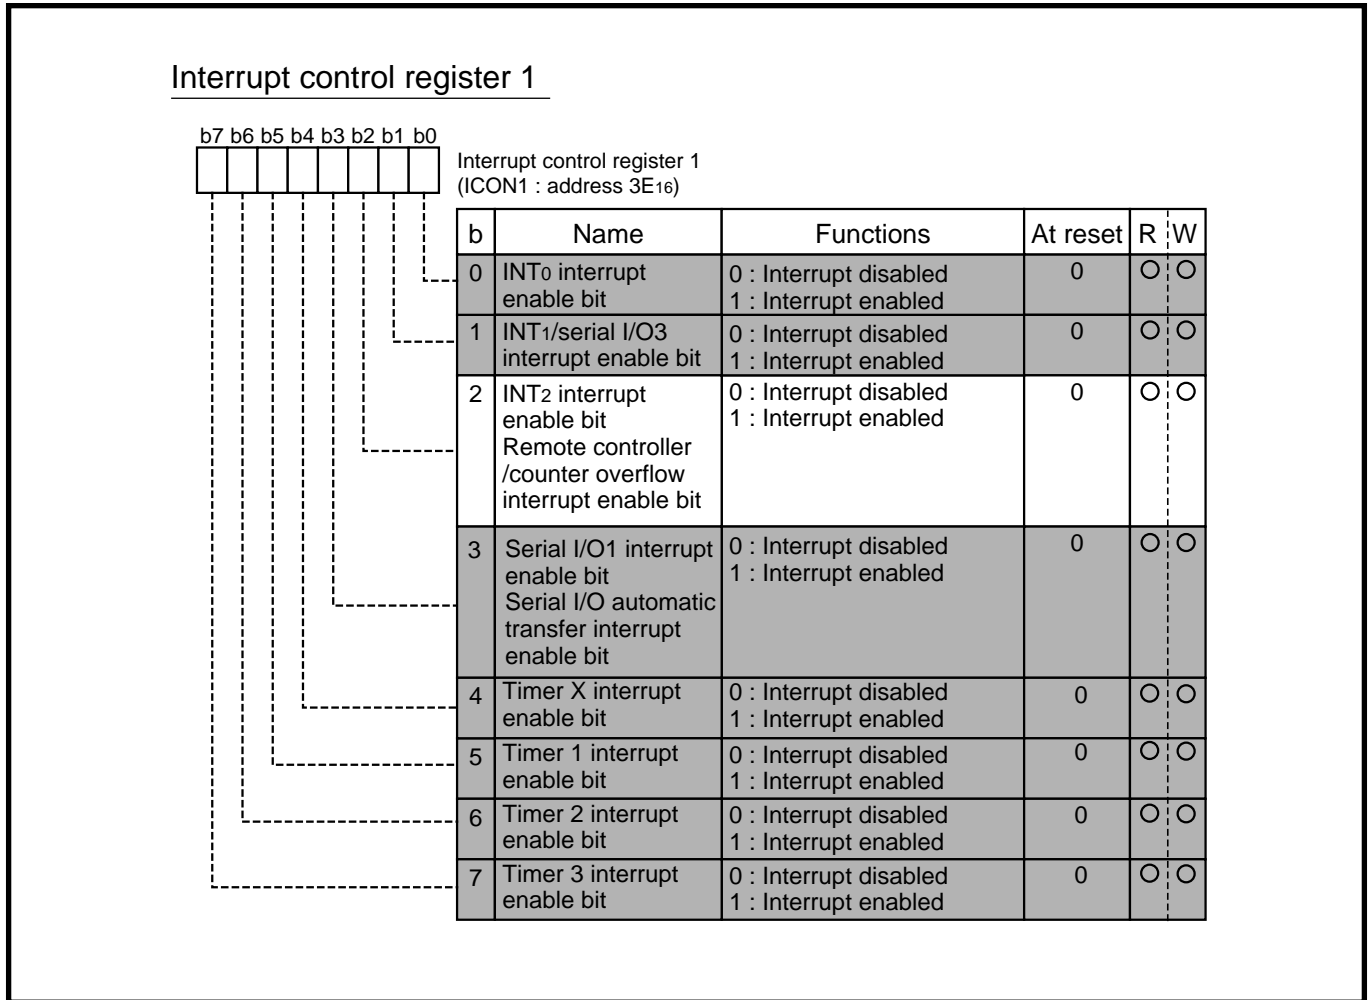 Interrupt control register 1
b7 b6 b5 b4 b3 b2 b1 b0
Interrupt control register 1
(ICON1 : address 3E16)
b Name Functions At reset R W
0 INT0 interrupt 0 : Interrupt disabled 0 ○ ○
enable bit 1 : Interrupt enabled
1 INT1/serial I/O3 0 : Interrupt disabled 0 ○ ○
interrupt enable bit 1 : Interrupt enabled
2 INT2 interrupt 0 : Interrupt disabled 0 ○ ○
enable bit 1 : Interrupt enabled
Remote controller
/counter overflow
interrupt enable bit
3 Serial I/O1 interrupt 0 : Interrupt disabled 0 ○ ○
enable bit 1 : Interrupt enabled
Serial I/O automatic
transfer interrupt
enable bit
4 Timer X interrupt 0 : Interrupt disabled 0 ○ ○
enable bit 1 : Interrupt enabled
5 Timer 1 interrupt 0 : Interrupt disabled 0 ○ ○
enable bit 1 : Interrupt enabled
6 Timer 2 interrupt 0 : Interrupt disabled 0 ○ ○
enable bit 1 : Interrupt enabled
7 Timer 3 interrupt 0 : Interrupt disabled 0 ○ ○
enable bit 1 : Interrupt enabled